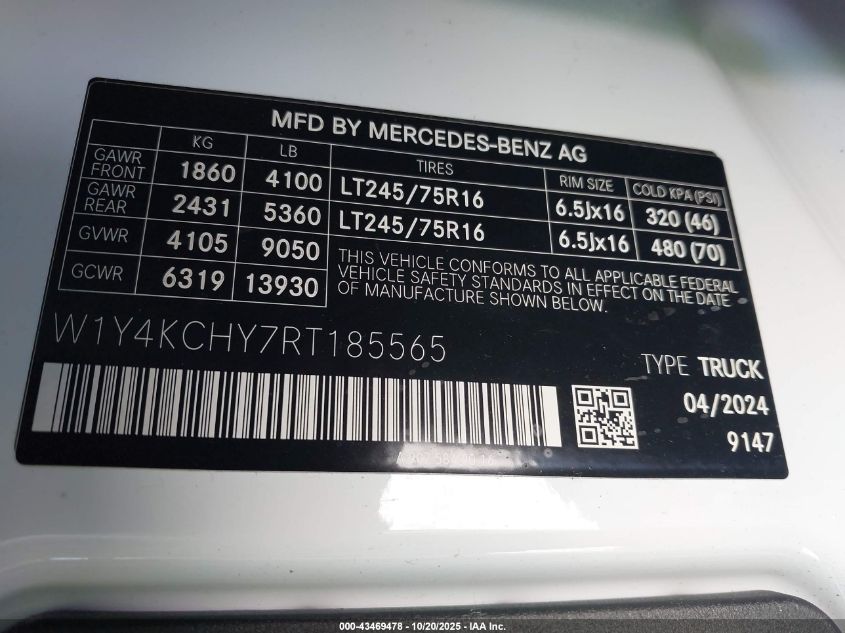 MFD BY MERCEDES-BENZ AG
KG LB TIRES RIM SIZE COLD KPA (PSI)
GAWR FRONT 1860 4100 LT245/75R16 6.5Jx16 320 (46)
GAWR REAR 2431 5360 LT245/75R16 6.5Jx16 480 (70)
GVWR 4105 9050
GCWR 6319 13930
THIS VEHICLE CONFORMS TO ALL APPLICABLE FEDERAL
VEHICLE SAFETY STANDARDS IN EFFECT ON THE DATE
OF MANUFACTURE SHOWN BELOW.
W1Y4KCHY7RT185565
TYPE TRUCK
04/2024
9147
000-43469478 - 10/20/2025 - IAA Inc.